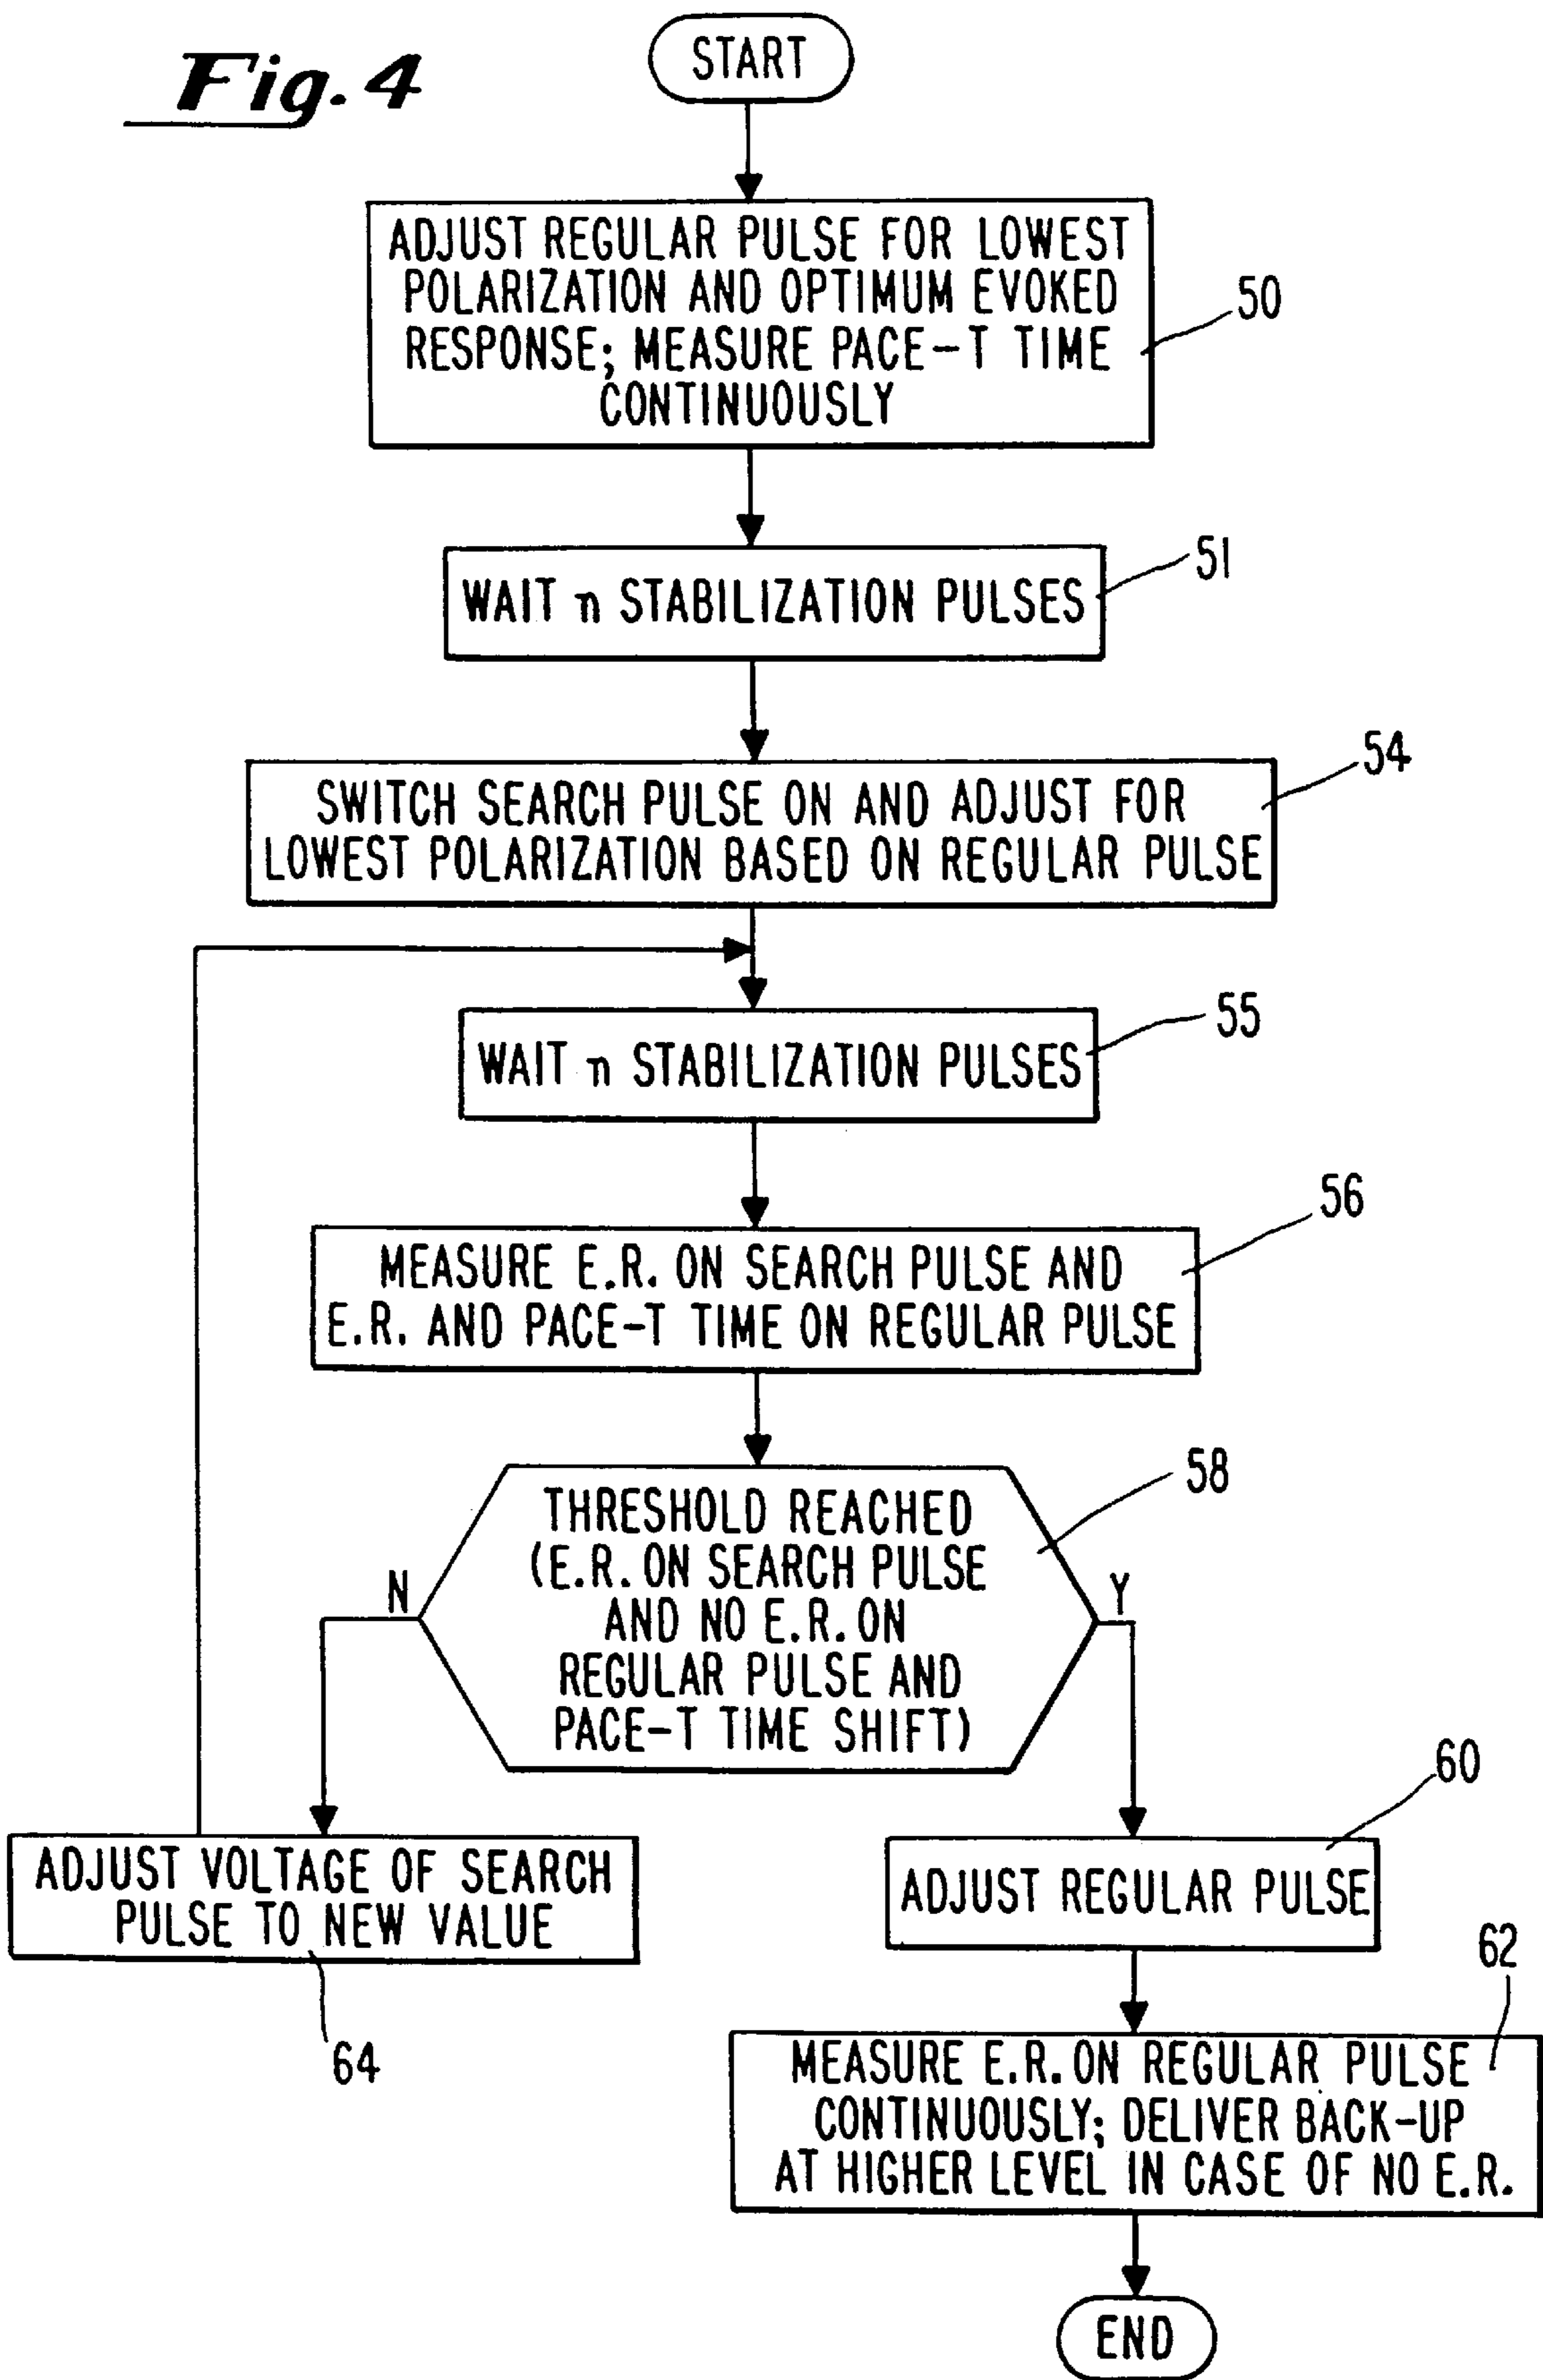 Fig. 4
START
ADJUST REGULAR PULSE FOR LOWEST
POLARIZATION AND OPTIMUM EVOKED
RESPONSE; MEASURE PACE-T TIME
CONTINUOUSLY
50
WAIT n STABILIZATION PULSES
51
SWITCH SEARCH PULSE ON AND ADJUST FOR
LOWEST POLARIZATION BASED ON REGULAR PULSE
54
WAIT n STABILIZATION PULSES
55
MEASURE E.R. ON SEARCH PULSE AND
E.R. AND PACE-T TIME ON REGULAR PULSE
56
THRESHOLD REACHED
(E.R. ON SEARCH PULSE
AND NO E.R. ON
REGULAR PULSE AND
PACE-T TIME SHIFT)
58
N
Y
ADJUST VOLTAGE OF SEARCH
PULSE TO NEW VALUE
64
ADJUST REGULAR PULSE
60
MEASURE E.R. ON REGULAR PULSE
CONTINUOUSLY; DELIVER BACK-UP
AT HIGHER LEVEL IN CASE OF NO E.R.
62
END